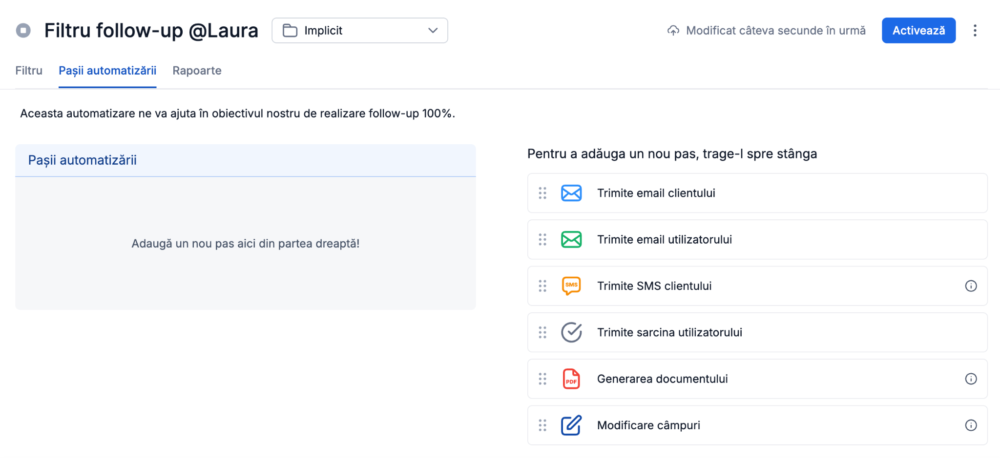 Filtru follow-up @Laura
Implicit
Modificat câteva secunde în urmă
Activează
Filtru
Pașii automatizării
Rapoarte
Aceasta automatizare ne va ajuta în obiectivul nostru de realizare follow-up 100%.
Pașii automatizării
Adaugă un nou pas aici din partea dreaptă!
Pentru a adăuga un nou pas, trage-l spre stânga
Trimite email clientului
Trimite email utilizatorului
SMS
Trimite SMS clientului
Trimite sarcina utilizatorului
PDF
Generarea documentului
Modificare câmpuri